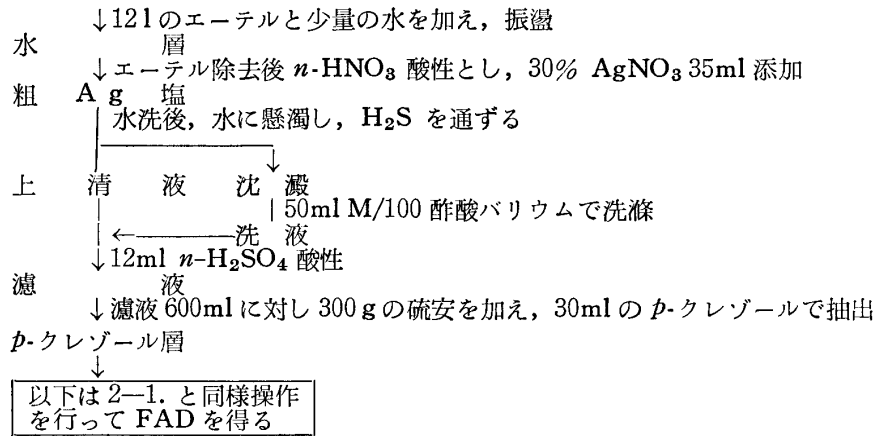 ↓12 l のエーテルと少量の水を加え，振盪
水　層
↓エーテル除去後 n-HNO₃ 酸性とし，30% AgNO₃ 35ml 添加
粗 Ag 塩
水洗後，水に懸濁し，H₂S を通ずる
↓
上清液　沈澱
50ml M/100 酢酸バリウムで洗滌
←洗液
↓12ml n-H₂SO₄ 酸性
濾　液
↓濾液 600ml に対し 300g の硫安を加え，30ml の p-クレゾールで抽出
p-クレゾール層
↓
以下は 2—1. と同様操作
を行って FAD を得る